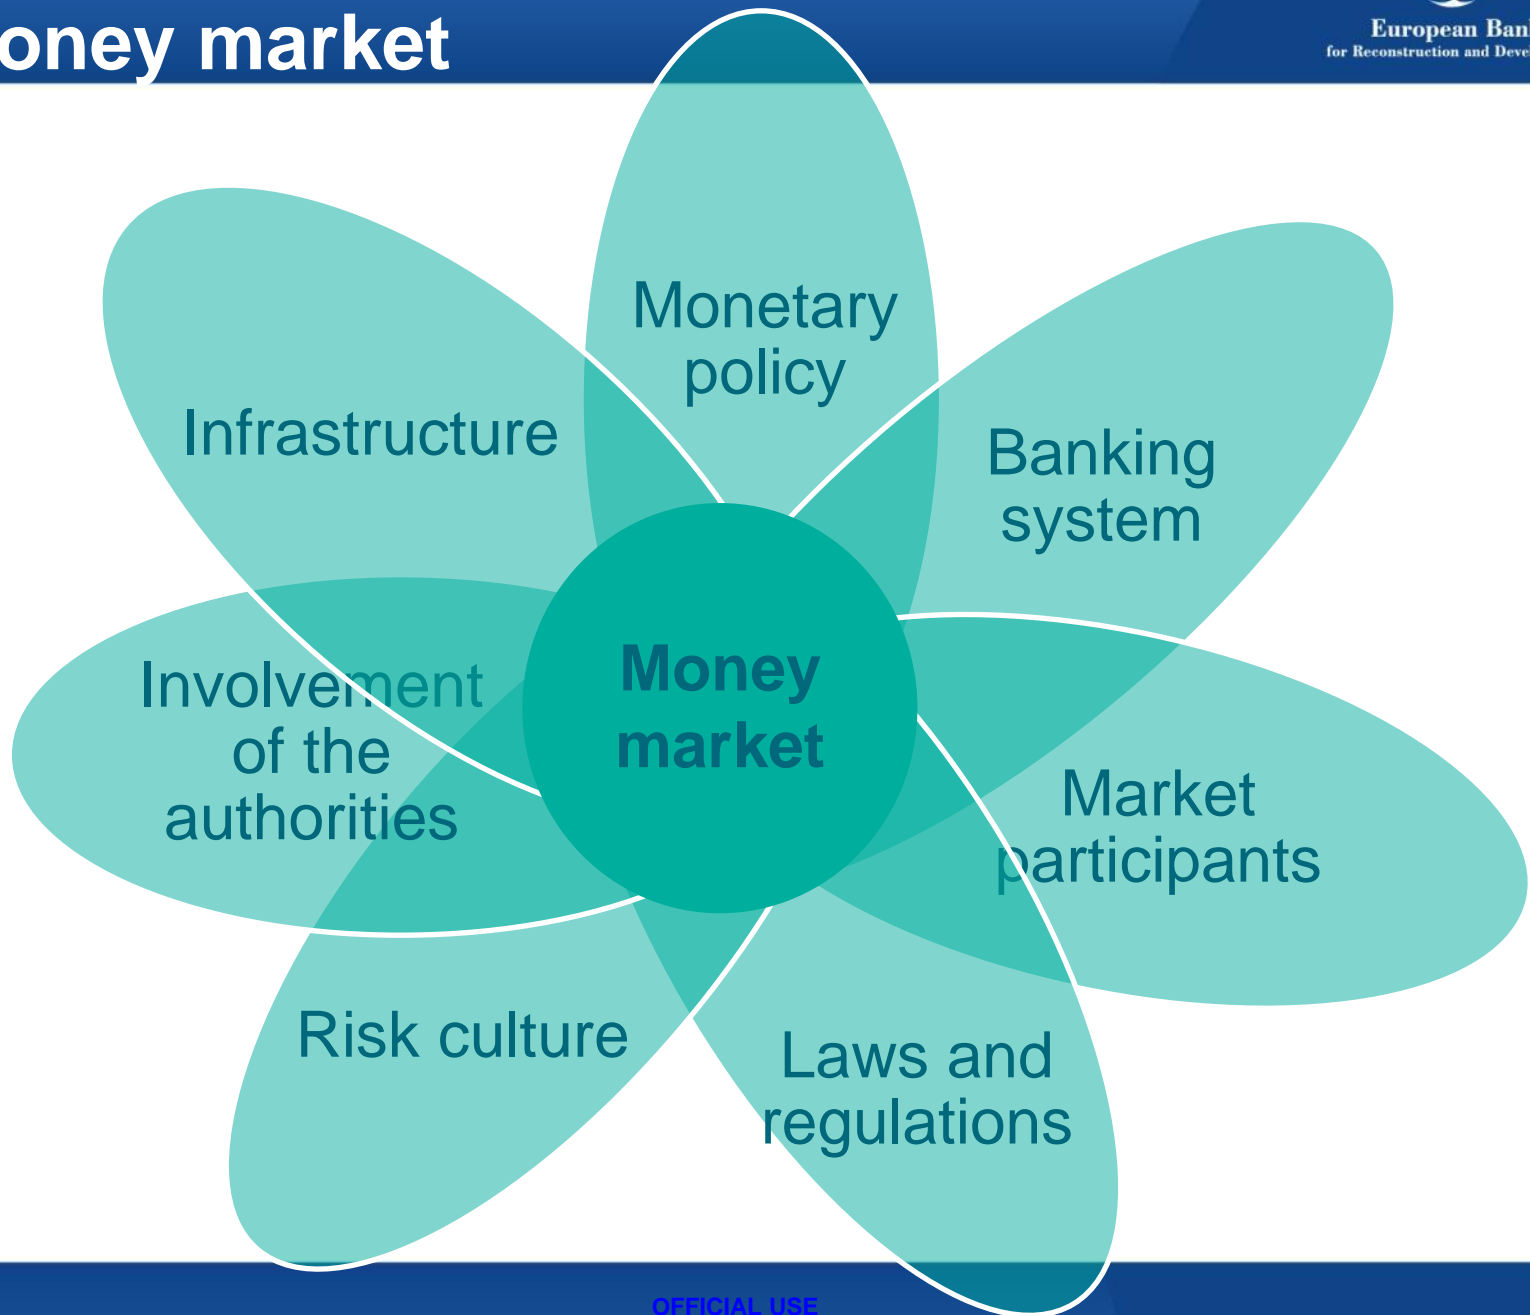 oney market
European Ban
for Reconstruction and Deve
Monetary
policy
Infrastructure
Banking
system
Money
market
Involvement
of the
authorities
Market
participants
Risk culture
Laws and
regulations
OFFICIAL USE